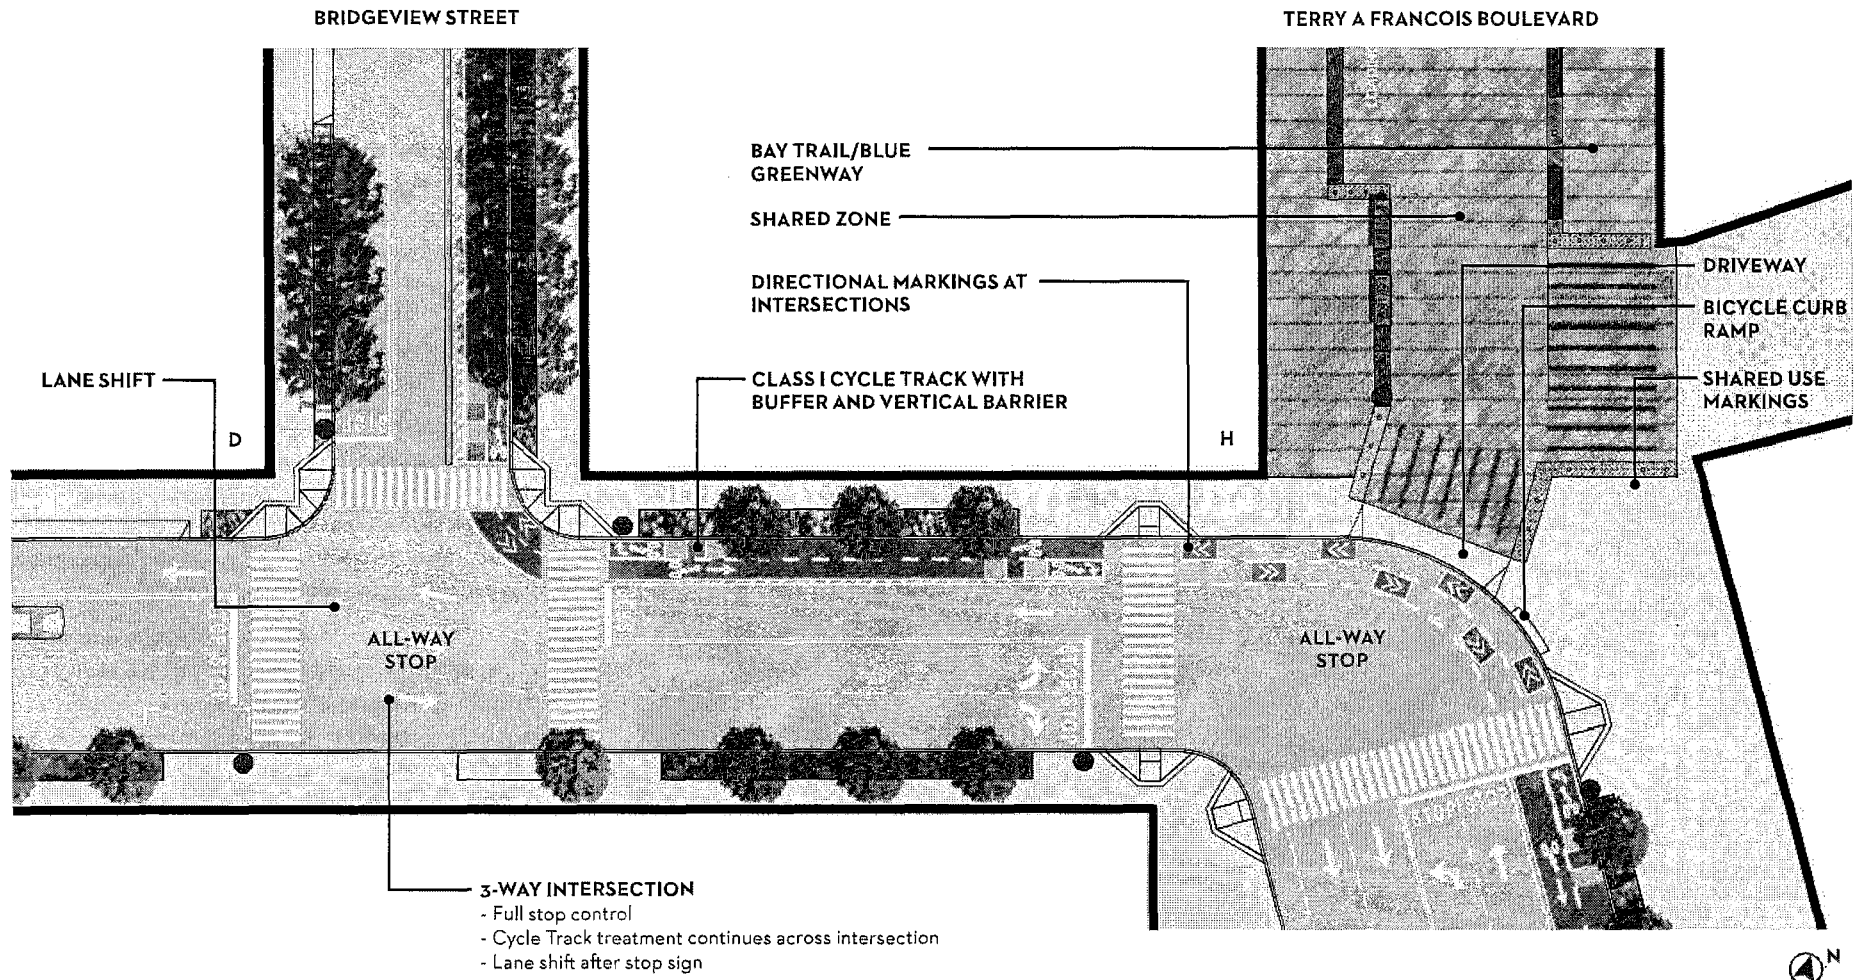 BRIDGEVIEW STREET
TERRY A FRANCOIS BOULEVARD
BAY TRAIL/BLUE
GREENWAY
SHARED ZONE
DIRECTIONAL MARKINGS AT
INTERSECTIONS
DRIVEWAY
BICYCLE CURB
RAMP
LANE SHIFT
CLASS I CYCLE TRACK WITH
BUFFER AND VERTICAL BARRIER
SHARED USE
MARKINGS
D
H
ALL-WAY
STOP
ALL-WAY
STOP
3-WAY INTERSECTION
- Full stop control
- Cycle Track treatment continues across intersection
- Lane shift after stop sign
N